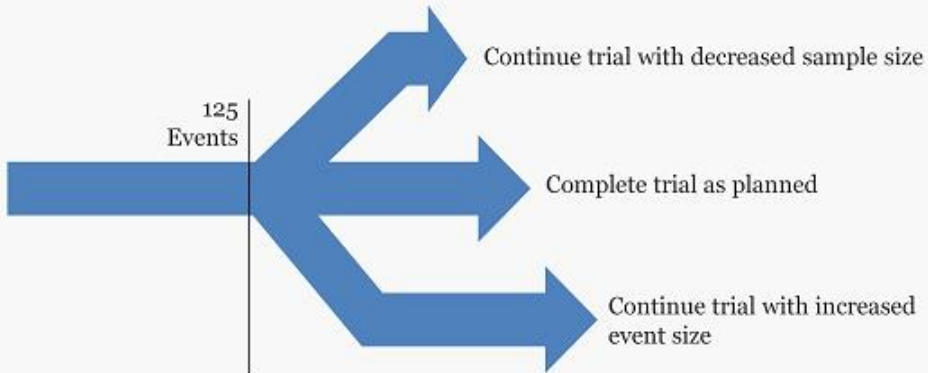 Continue trial with decreased sample size
125
Events
Complete trial as planned
Continue trial with increased
event size